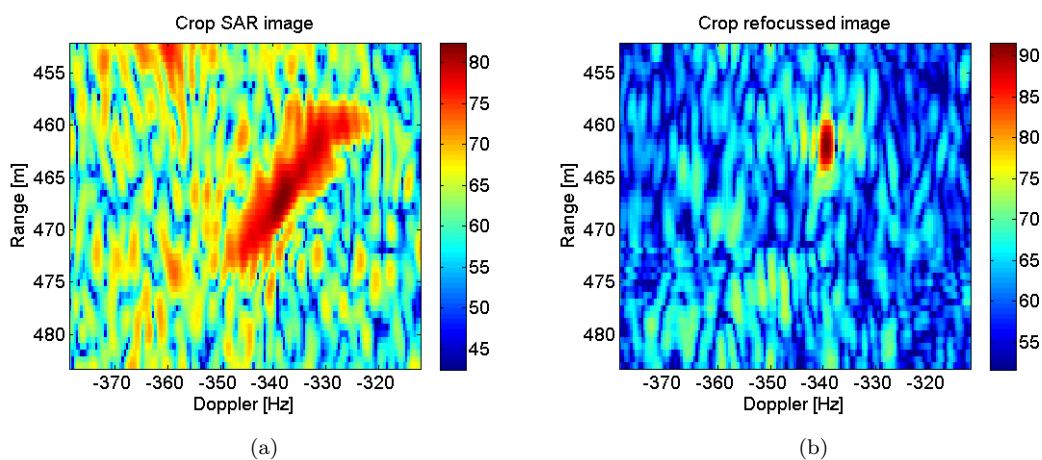 Crop SAR image
455
460
465
470
475
480
Range [m]
-370 -360 -350 -340 -330 -320
Doppler [Hz]
80
75
70
65
60
55
50
45
(a)
Crop refocussed image
455
460
465
470
475
480
Range [m]
-370 -360 -350 -340 -330 -320
Doppler [Hz]
90
85
80
75
70
65
60
55
(b)